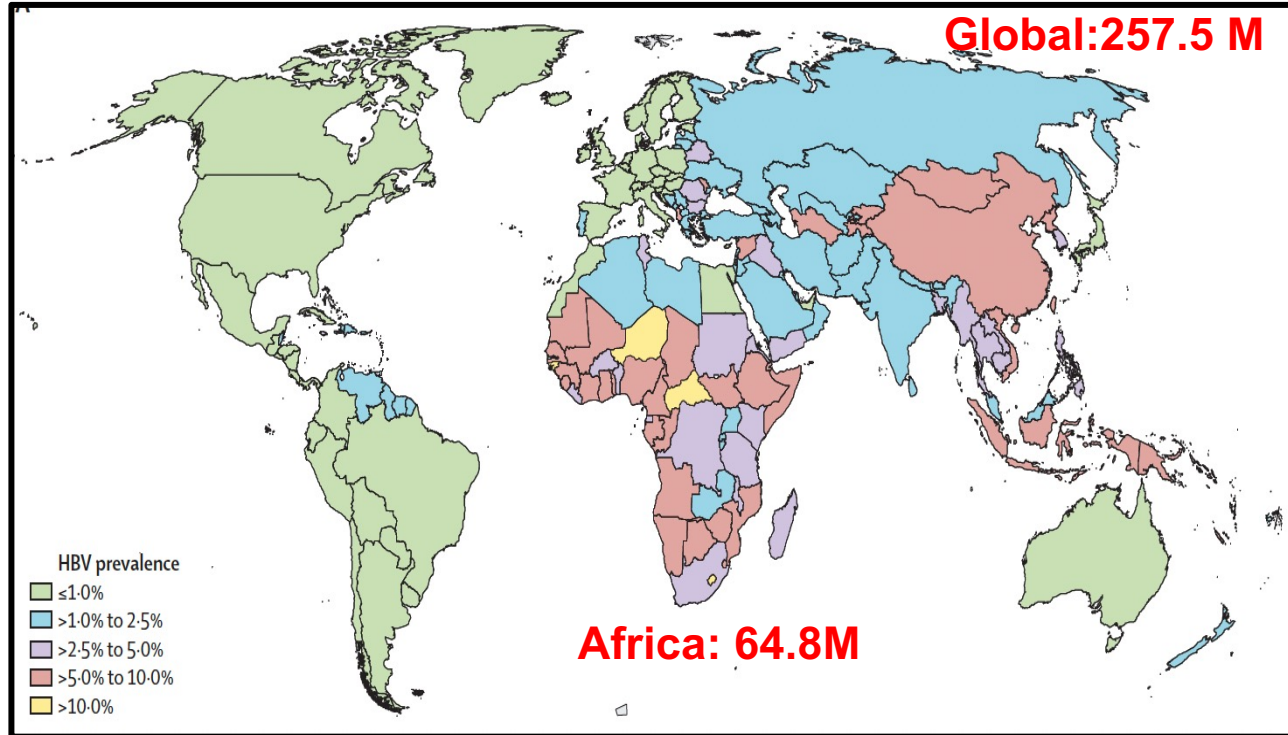 Global:257.5 M
Africa: 64.8M
HBV prevalence
≤1·0%
>1·0% to 2·5%
>2·5% to 5·0%
>5·0% to 10·0%
>10·0%